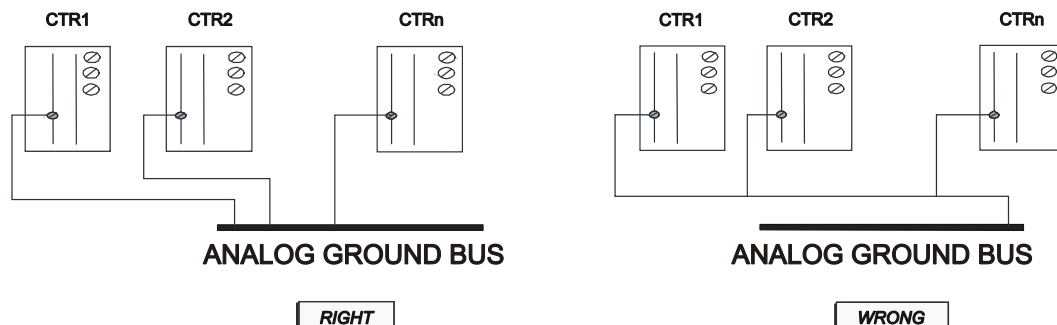 CTR1 CTR2 CTRn
ANALOG GROUND BUS
RIGHT
CTR1 CTR2 CTRn
ANALOG GROUND BUS
WRONG